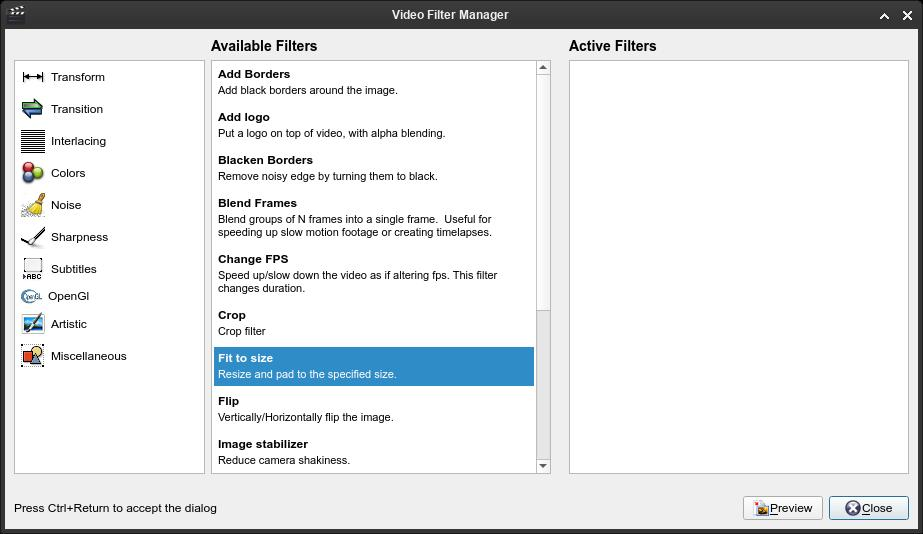 Video Filter Manager
Available Filters
Active Filters
Transform
Transition
Interlacing
Colors
Noise
Sharpness
ABC
Subtitles
OpenGL
OpenGl
Artistic
Miscellaneous
Add Borders
Add black borders around the image.
Add logo
Put a logo on top of video, with alpha blending.
Blacken Borders
Remove noisy edge by turning them to black.
Blend Frames
Blend groups of N frames into a single frame.  Useful for
speeding up slow motion footage or creating timelapses.
Change FPS
Speed up/slow down the video as if altering fps. This filter
changes duration.
Crop
Crop filter
Fit to size
Resize and pad to the specified size.
Flip
Vertically/Horizontally flip the image.
Image stabilizer
Reduce camera shakiness.
Press Ctrl+Return to accept the dialog
Preview
Close